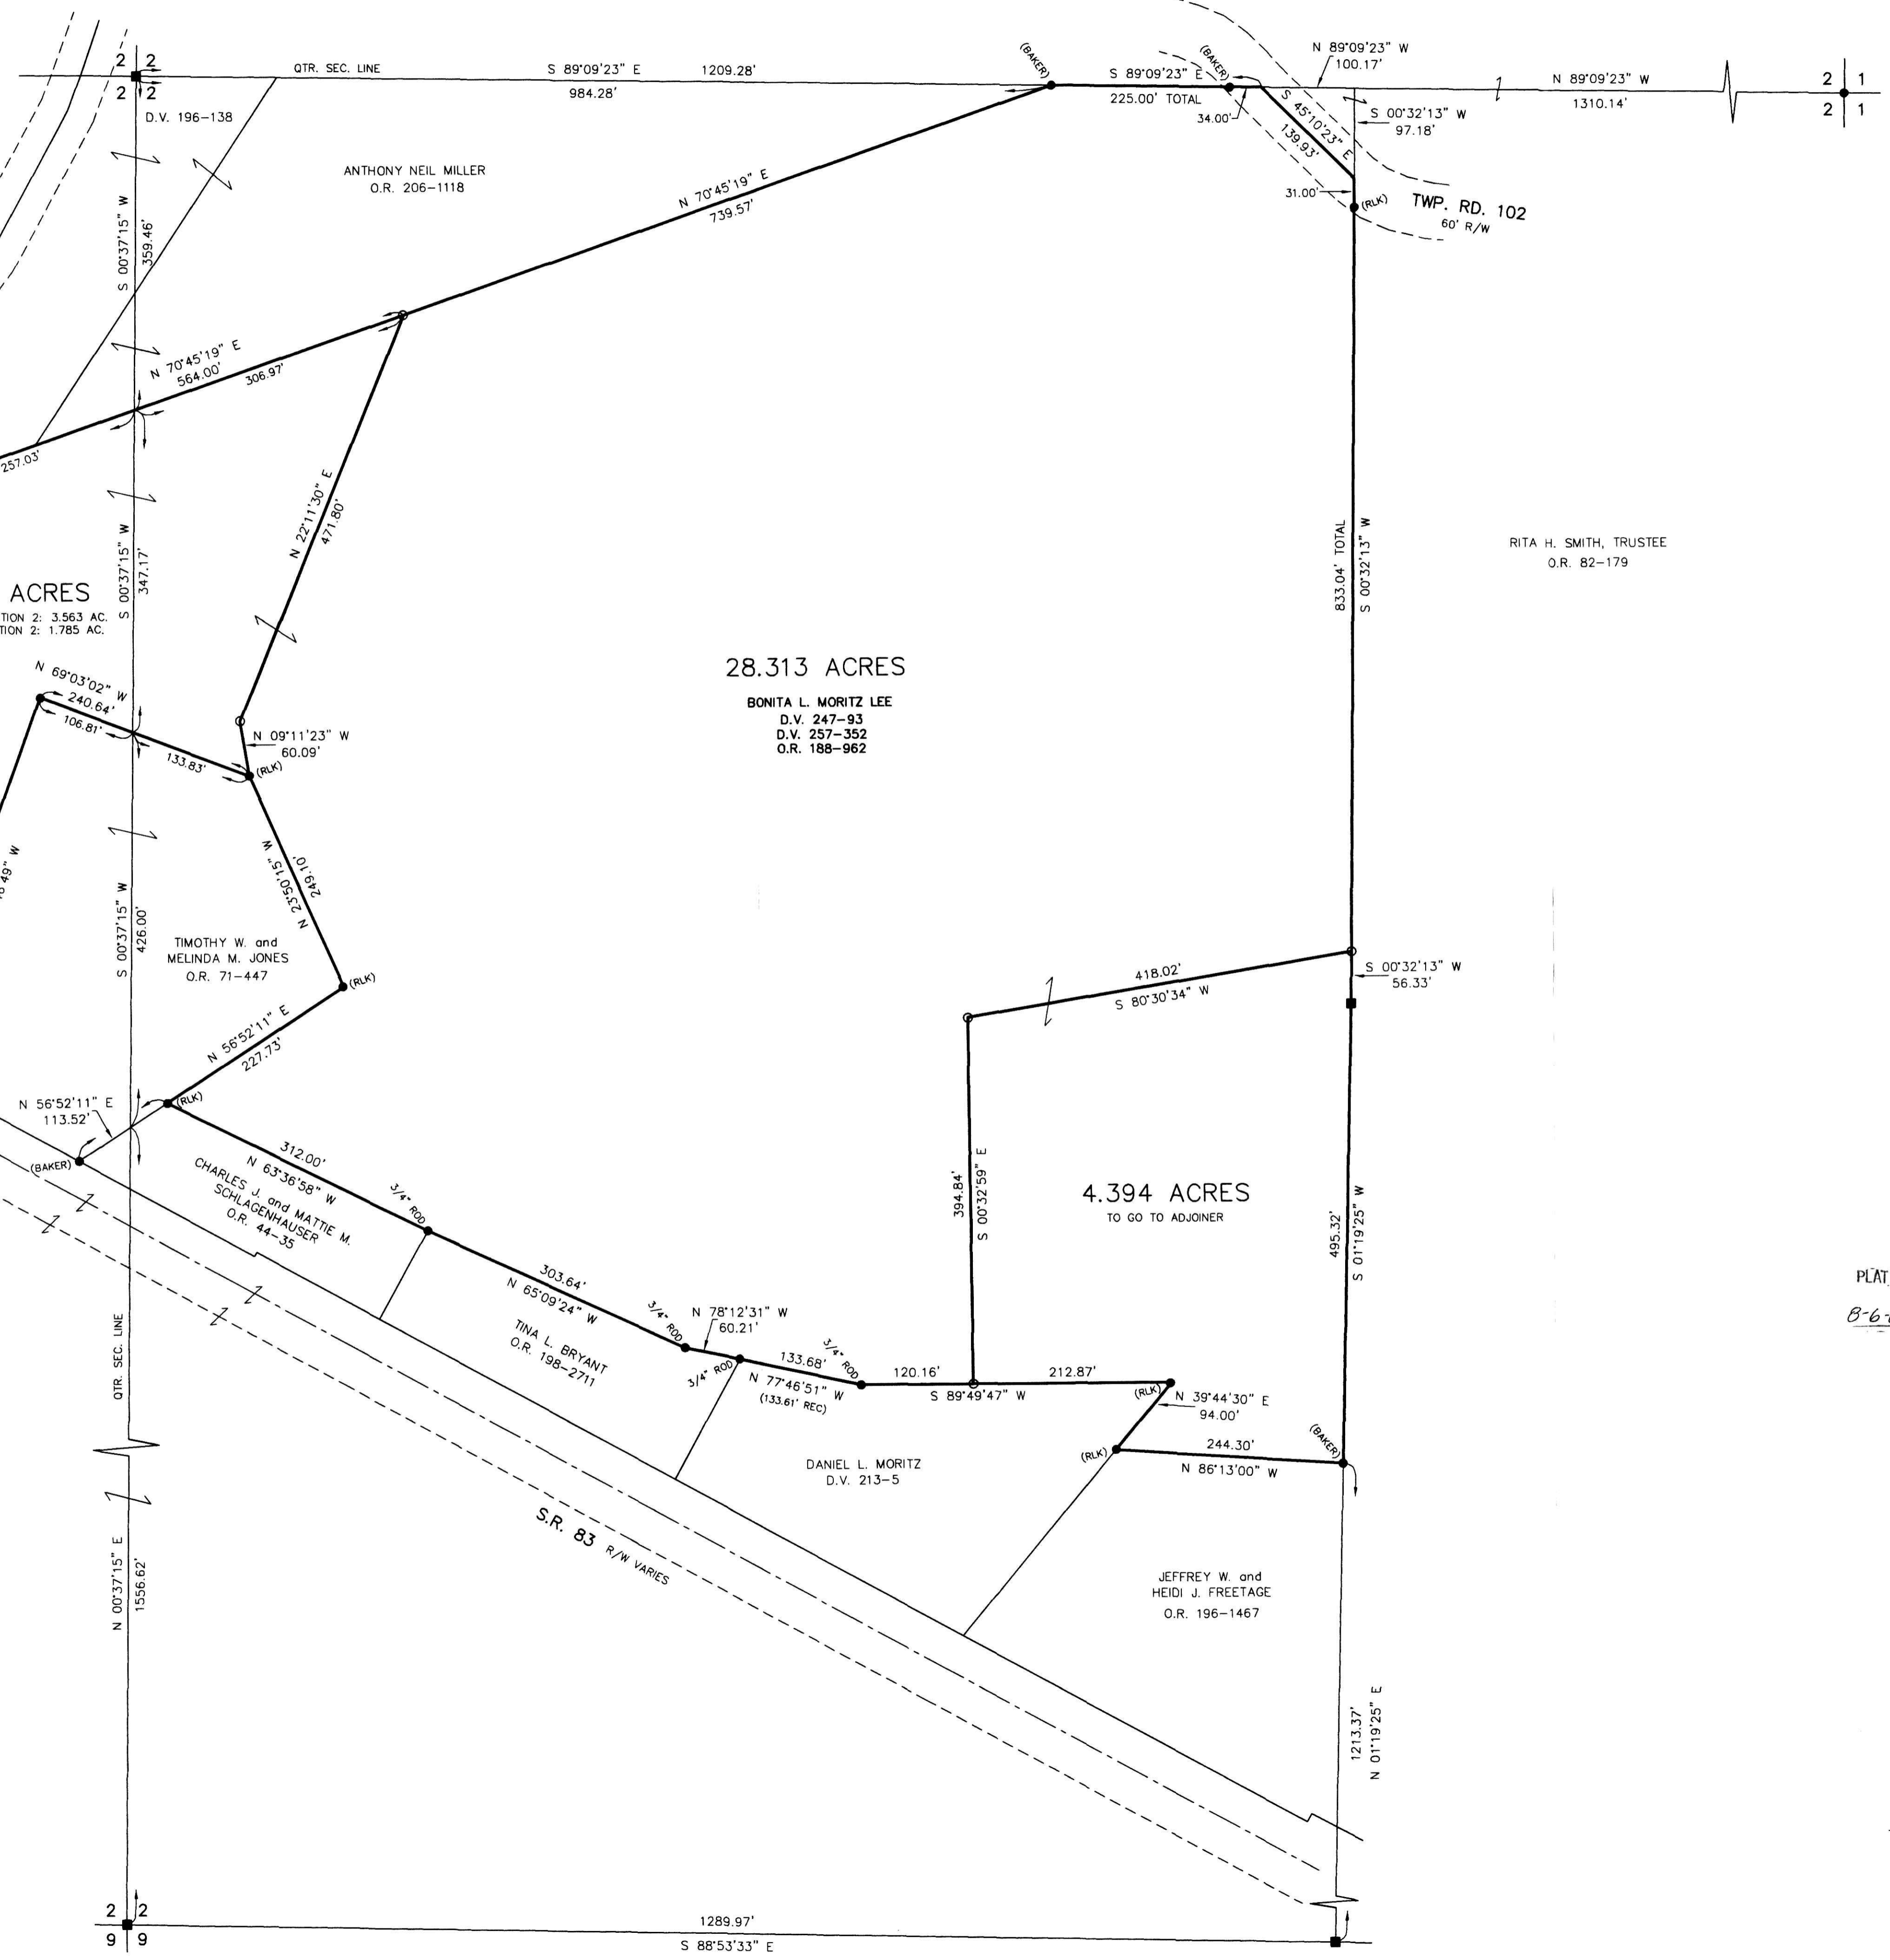 2 2
2 2
QTR. SEC. LINE
S 89°09'23" E 1209.28'
984.28'
D.V. 196-138
(BAKER)
S 89°09'23" E
225.00' TOTAL
(BAKER)
34.00'
N 89°09'23" W
100.17'
S 45°10'23" E
139.93'
S 00°32'13" W
97.18'
N 89°09'23" W
1310.14'
2 1
2 1
31.00'
(RLK)
TWP. RD. 102
60' R/W
ANTHONY NEIL MILLER
O.R. 206-1118
S 00°37'15" W
359.46'
N 70°45'19" E
739.57'
N 70°45'19" E
564.00'
306.97'
257.03'
N 22°11'30" E
471.80'
S 00°37'15" W
347.17'
ACRES
TION 2: 3.563 AC.
TION 2: 1.785 AC.
833.04' TOTAL
S 00°32'13" W
RITA H. SMITH, TRUSTEE
O.R. 82-179
28.313 ACRES
BONITA L. MORITZ LEE
D.V. 247-93
D.V. 257-352
O.R. 188-962
N 69°03'02" W
240.64'
106.81'
133.83'
N 09°11'23" W
60.09'
(RLK)
49" W
N 23°50'15" W
249.10'
S 00°37'15" W
426.00'
TIMOTHY W. and
MELINDA M. JONES
O.R. 71-447
(RLK)
N 56°52'11" E
227.73'
418.02'
S 80°30'34" W
S 00°32'13" W
56.33'
N 56°52'11" E
113.52'
(RLK)
(BAKER)
312.00'
N 63°36'58" W
CHARLES J. and MATTIE M.
SCHLAGENHAUSER
O.R. 44-35
3/4" ROD
394.84'
S 00°32'59" E
4.394 ACRES
TO GO TO ADJOINER
495.32'
S 01°19'25" W
PLAT
8-6-
303.64'
N 65°09'24" W
3/4" ROD
N 78°12'31" W
60.21'
TINA L. BRYANT
O.R. 198-2711
3/4" ROD
133.68'
N 77°46'51" W
(133.61' REC)
3/4" ROD
120.16'
212.87'
S 89°49'47" W
(RLK)
N 39°44'30" E
94.00'
(RLK)
244.30'
N 86°13'00" W
(BAKER)
QTR. SEC. LINE
DANIEL L. MORITZ
D.V. 213-5
S.R. 83 R/W VARIES
N 00°37'15" E
1556.62'
JEFFREY W. and
HEIDI J. FREETAGE
O.R. 196-1467
1213.37'
N 01°19'25" E
2 2
9 9
1289.97'
S 88°53'33" E